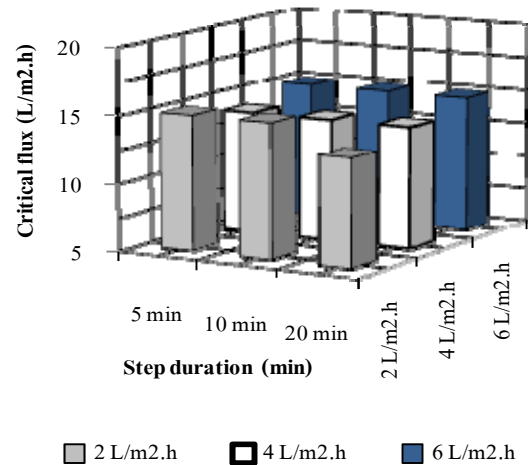 20
15
10
5
Critical flux (L/m2.h)
5 min
10 min
20 min
2 L/m2.h
4 L/m2.h
6 L/m2.h
Step duration (min)
2 L/m2.h 4 L/m2.h 6 L/m2.h